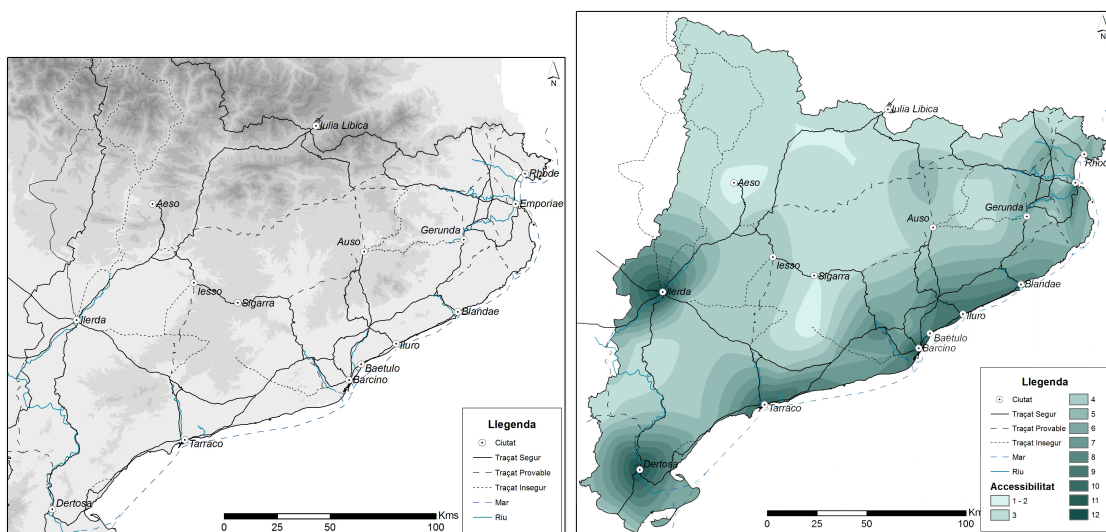 N
Iulia Libica
Rhode
Aeso
Emporiae
Gerunda
Auso
Iesso
Sigarra
Ilerda
Blandae
Iluro
Baetulo
Barcino
Tarraco
Dertosa
Llegenda
Ciutat
Traçat Segur
Traçat Provable
Traçat Insegur
Mar
Riu
Kms
0 25 50 100
N
Iulia Libica
Rhode
Aeso
Gerunda
Auso
Iesso
Sigarra
Ilerda
Blandae
Iluro
Baetulo
Barcino
Tarraco
Dertosa
Llegenda
Ciutat
Traçat Segur
Traçat Provable
Traçat Insegur
Mar
Riu
Accessibilitat
1 - 2
3
4
5
6
7
8
9
10
11
12
0 25 50 100